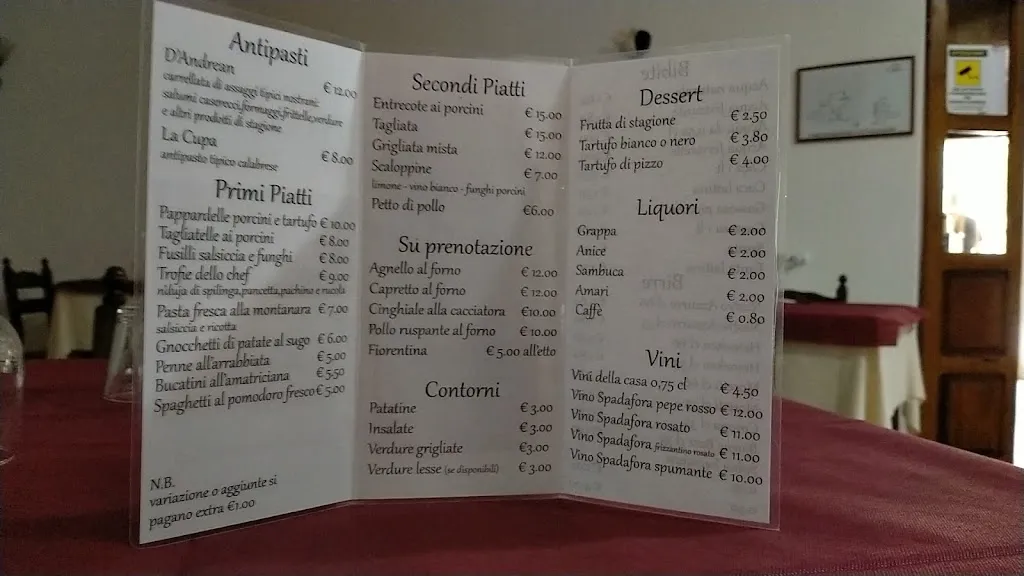 Antipasti
D'Andrean € 12.00
carrellata di assaggi tipici nostrani:
salumi caserecci,formaggi,frittelle,verdure
e altri prodotti di stagione
La Cupa € 8.00
antipasto tipico calabrese
Primi Piatti
Pappardelle porcini e tartufo € 10.00
Tagliatelle ai porcini € 8.00
Fusilli salsiccia e funghi € 8.00
Trofie dello chef € 9.00
nduja di spilinga,pancetta,pachino e rucola
Pasta fresca alla montanara € 7.00
salsiccia e ricotta
Gnocchetti di patate al sugo € 6.00
Penne all'arrabbiata € 5.00
Bucatini all'amatriciana € 5,50
Spaghetti al pomodoro fresco € 5.00
N.B.
variazione o aggiunte si
pagano extra €1.00
Secondi Piatti
Entrecote ai porcini € 15.00
Tagliata € 15.00
Grigliata mista € 12.00
Scaloppine € 7.00
limone - vino bianco - funghi porcini
Petto di pollo €6.00
Su prenotazione
Agnello al forno € 12.00
Capretto al forno € 12.00
Cinghiale alla cacciatora €10.00
Pollo ruspante al forno € 10.00
Fiorentina € 5.00 all'etto
Contorni
Patatine € 3.00
Insalate € 3.00
Verdure grigliate €3.00
Verdure lesse (se disponibili) € 3.00
Dessert
Frutta di stagione € 2.50
Tartufo bianco o nero € 3.80
Tartufo di pizzo € 4.00
Liquori
Grappa € 2.00
Anice € 2.00
Sambuca € 2.00
Amari € 2.00
Caffè € 0.80
Vini
Vini della casa 0,75 cl € 4.50
Vino Spadafora pepe rosso € 12.00
Vino Spadafora rosato € 11.00
Vino Spadafora frizzantino rosato € 11.00
Vino Spadafora spumante € 10.00